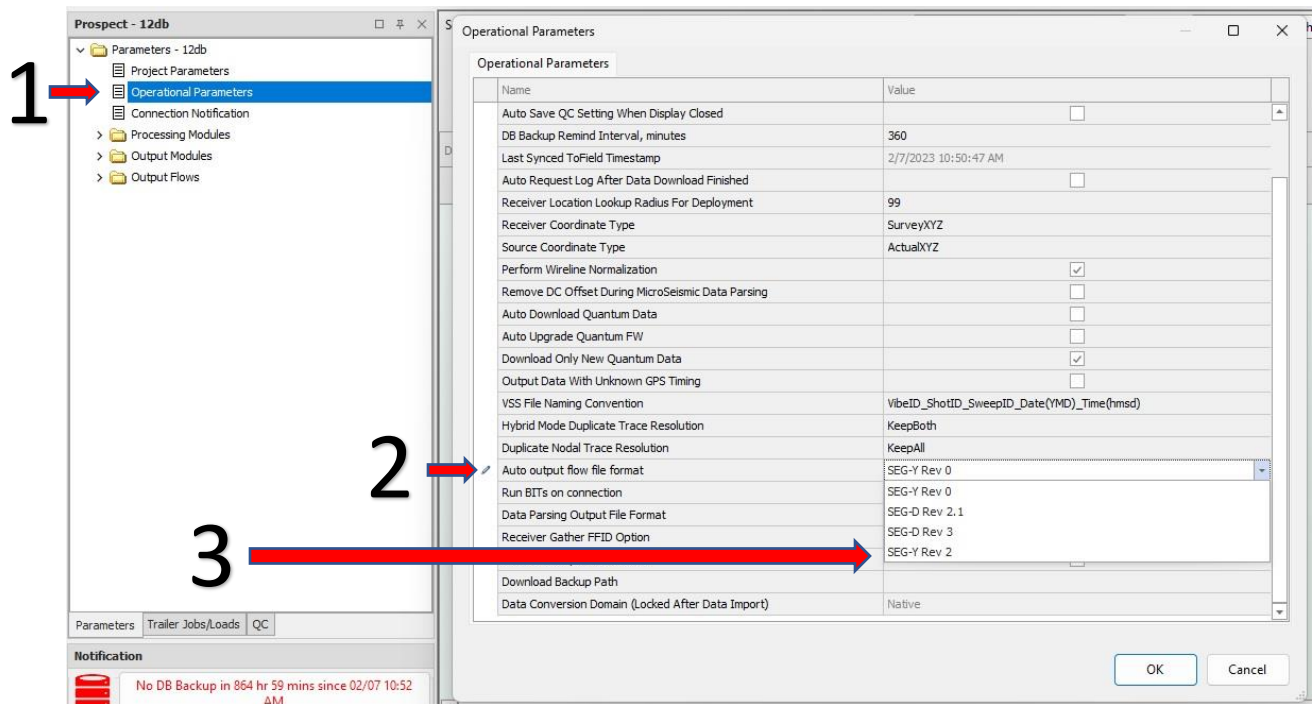 Prospect - 12db
Parameters - 12db
Project Parameters
1
Operational Parameters
Connection Notification
Processing Modules
Output Modules
Output Flows
Parameters Trailer Jobs/Loads QC
Notification
No DB Backup in 864 hr 59 mins since 02/07 10:52
AM
Operational Parameters
Operational Parameters
Name Value
Auto Save QC Setting When Display Closed
DB Backup Remind Interval, minutes 360
Last Synced ToField Timestamp 2/7/2023 10:50:47 AM
Auto Request Log After Data Download Finished
Receiver Location Lookup Radius For Deployment 99
Receiver Coordinate Type SurveyXYZ
Source Coordinate Type ActualXYZ
Perform Wireline Normalization
Remove DC Offset During MicroSeismic Data Parsing
Auto Download Quantum Data
Auto Upgrade Quantum FW
Download Only New Quantum Data
Output Data With Unknown GPS Timing
VSS File Naming Convention VibeID_ShotID_SweepID_Date(YMD)_Time(hmsd)
Hybrid Mode Duplicate Trace Resolution KeepBoth
Duplicate Nodal Trace Resolution KeepAll
2
Auto output flow file format SEG-Y Rev 0
Run BITs on connection SEG-Y Rev 0
Data Parsing Output File Format SEG-D Rev 2.1
Receiver Gather FFID Option SEG-D Rev 3
3
SEG-Y Rev 2
Download Backup Path
Data Conversion Domain (Locked After Data Import) Native
OK Cancel